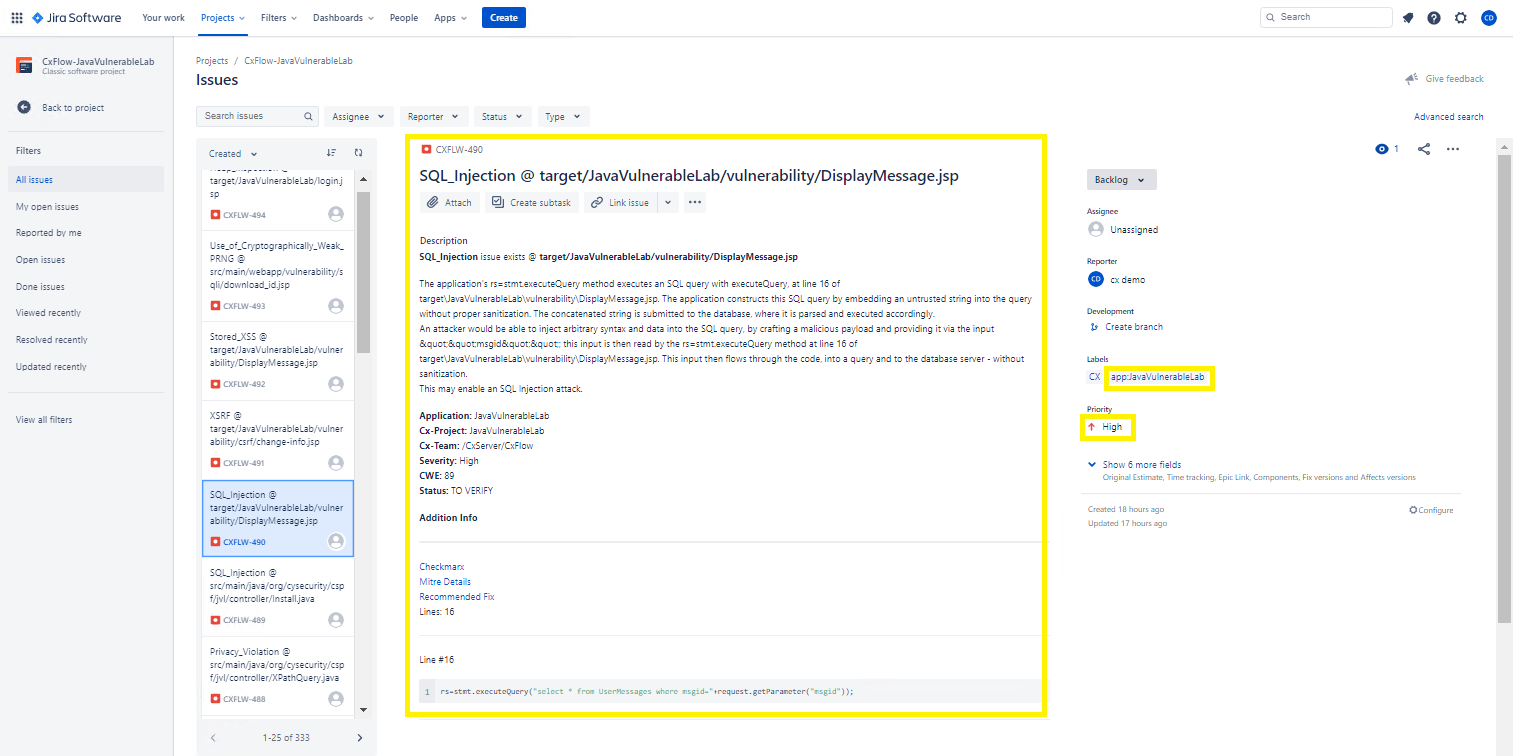 Jira Software
Your work
Projects
Filters
Dashboards
People
Apps
Create
Search
CD
CxFlow-JavaVulnerableLab
Classic software project
Back to project
Filters
All issues
My open issues
Reported by me
Open issues
Done issues
Viewed recently
Resolved recently
Updated recently
View all filters
Projects / CxFlow-JavaVulnerableLab
Issues
Give feedback
Search issues
Assignee
Reporter
Status
Type
Advanced search
Created
target/JavaVulnerableLab/login.j
sp
CXFLW-494
Use_of_Cryptographically_Weak_
PRNG @
src/main/webapp/vulnerability/s
qli/download_id.jsp
CXFLW-493
Stored_XSS @
target/JavaVulnerableLab/vulner
ability/DisplayMessage.jsp
CXFLW-492
XSRF @
target/JavaVulnerableLab/vulner
ability/csrf/change-info.jsp
CXFLW-491
SQL_Injection @
target/JavaVulnerableLab/vulner
ability/DisplayMessage.jsp
CXFLW-490
SQL_Injection @
src/main/java/org/cysecurity/csp
f/jvl/controller/Install.java
CXFLW-489
Privacy_Violation @
src/main/java/org/cysecurity/csp
f/jvl/controller/XPathQuery.java
CXFLW-488
1-25 of 333
CXFLW-490
SQL_Injection @ target/JavaVulnerableLab/vulnerability/DisplayMessage.jsp
Attach
Create subtask
Link issue
Description
SQL_Injection issue exists @ target/JavaVulnerableLab/vulnerability/DisplayMessage.jsp
The application's rs=stmt.executeQuery method executes an SQL query with executeQuery, at line 16 of
target\JavaVulnerableLab\vulnerability\DisplayMessage.jsp. The application constructs this SQL query by embedding an untrusted string into the query
without proper sanitization. The concatenated string is submitted to the database, where it is parsed and executed accordingly.
An attacker would be able to inject arbitrary syntax and data into the SQL query, by crafting a malicious payload and providing it via the input
&quot;&quot;msgid&quot;&quot; this input is then read by the rs=stmt.executeQuery method at line 16 of
target\JavaVulnerableLab\vulnerability\DisplayMessage.jsp. This input then flows through the code, into a query and to the database server - without
sanitization.
This may enable an SQL Injection attack.
Application: JavaVulnerableLab
Cx-Project: JavaVulnerableLab
Cx-Team: /CxServer/CxFlow
Severity: High
CWE: 89
Status: TO VERIFY
Addition Info
Checkmarx
Mitre Details
Recommended Fix
Lines: 16
Line #16
1 rs=stmt.executeQuery("select * from UserMessages where msgid="+request.getParameter("msgid"));
1
Backlog
Assignee
Unassigned
Reporter
CD cx demo
Development
Create branch
Labels
CX app:JavaVulnerableLab
Priority
High
Show 6 more fields
Original Estimate, Time tracking, Epic Link, Components, Fix versions and Affects versions
Created 18 hours ago
Updated 17 hours ago
Configure